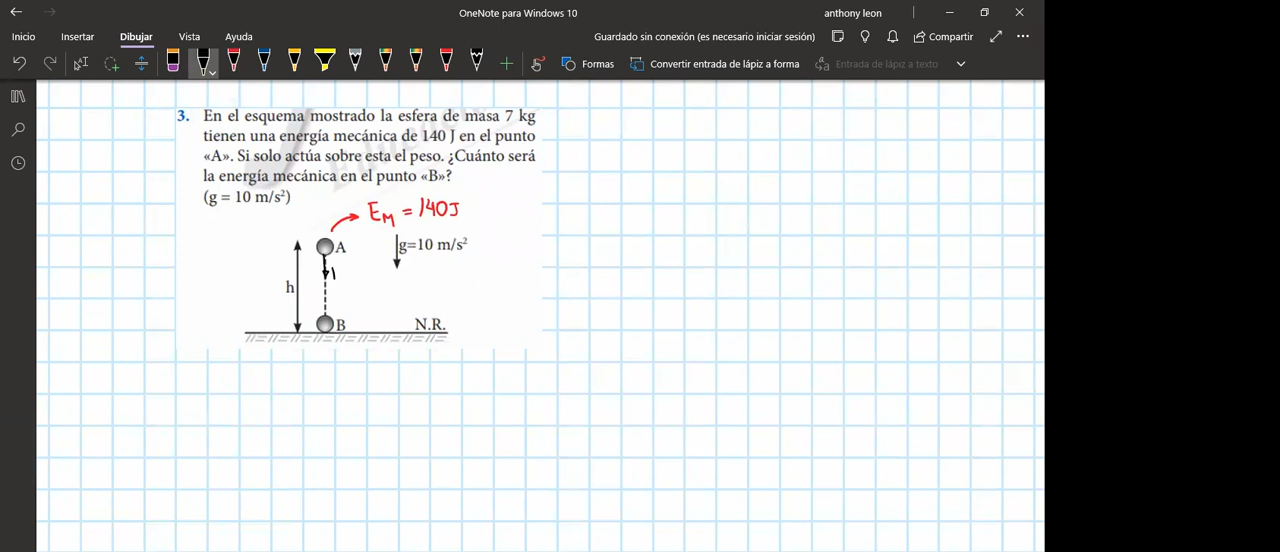 OneNote para Windows 10
anthony leon
Inicio
Insertar
Dibujar
Vista
Ayuda
Guardado sin conexión (es necesario iniciar sesión)
Compartir
Formas
Convertir entrada de lápiz a forma
Entrada de lápiz a texto
3. En el esquema mostrado la esfera de masa 7 kg
tienen una energía mecánica de 140 J en el punto
«A». Si solo actúa sobre esta el peso. ¿Cuánto será
la energía mecánica en el punto «B»?
(g = 10 m/s²)
E_M = 140J
A
g=10 m/s²
h
B
N.R.